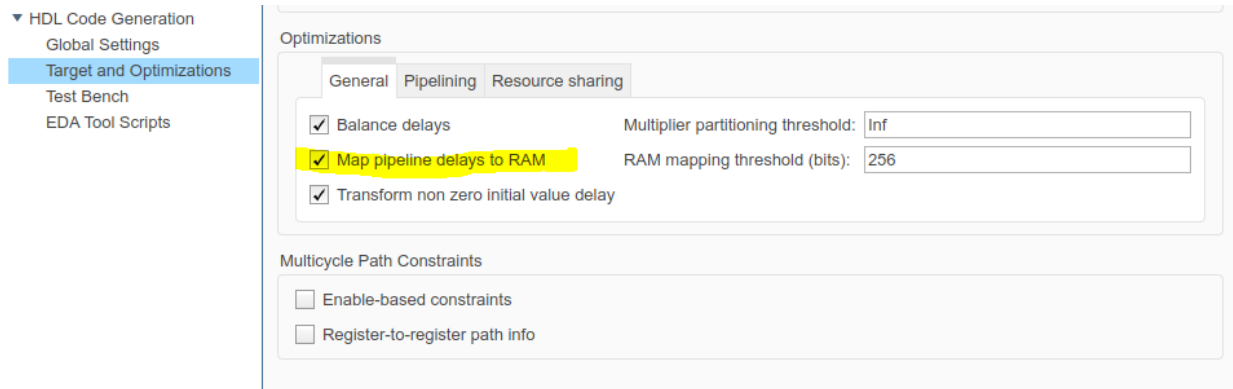 HDL Code Generation
Global Settings
Target and Optimizations
Test Bench
EDA Tool Scripts
Optimizations
General Pipelining Resource sharing
Balance delays Multiplier partitioning threshold: Inf
Map pipeline delays to RAM RAM mapping threshold (bits): 256
Transform non zero initial value delay
Multicycle Path Constraints
Enable-based constraints
Register-to-register path info